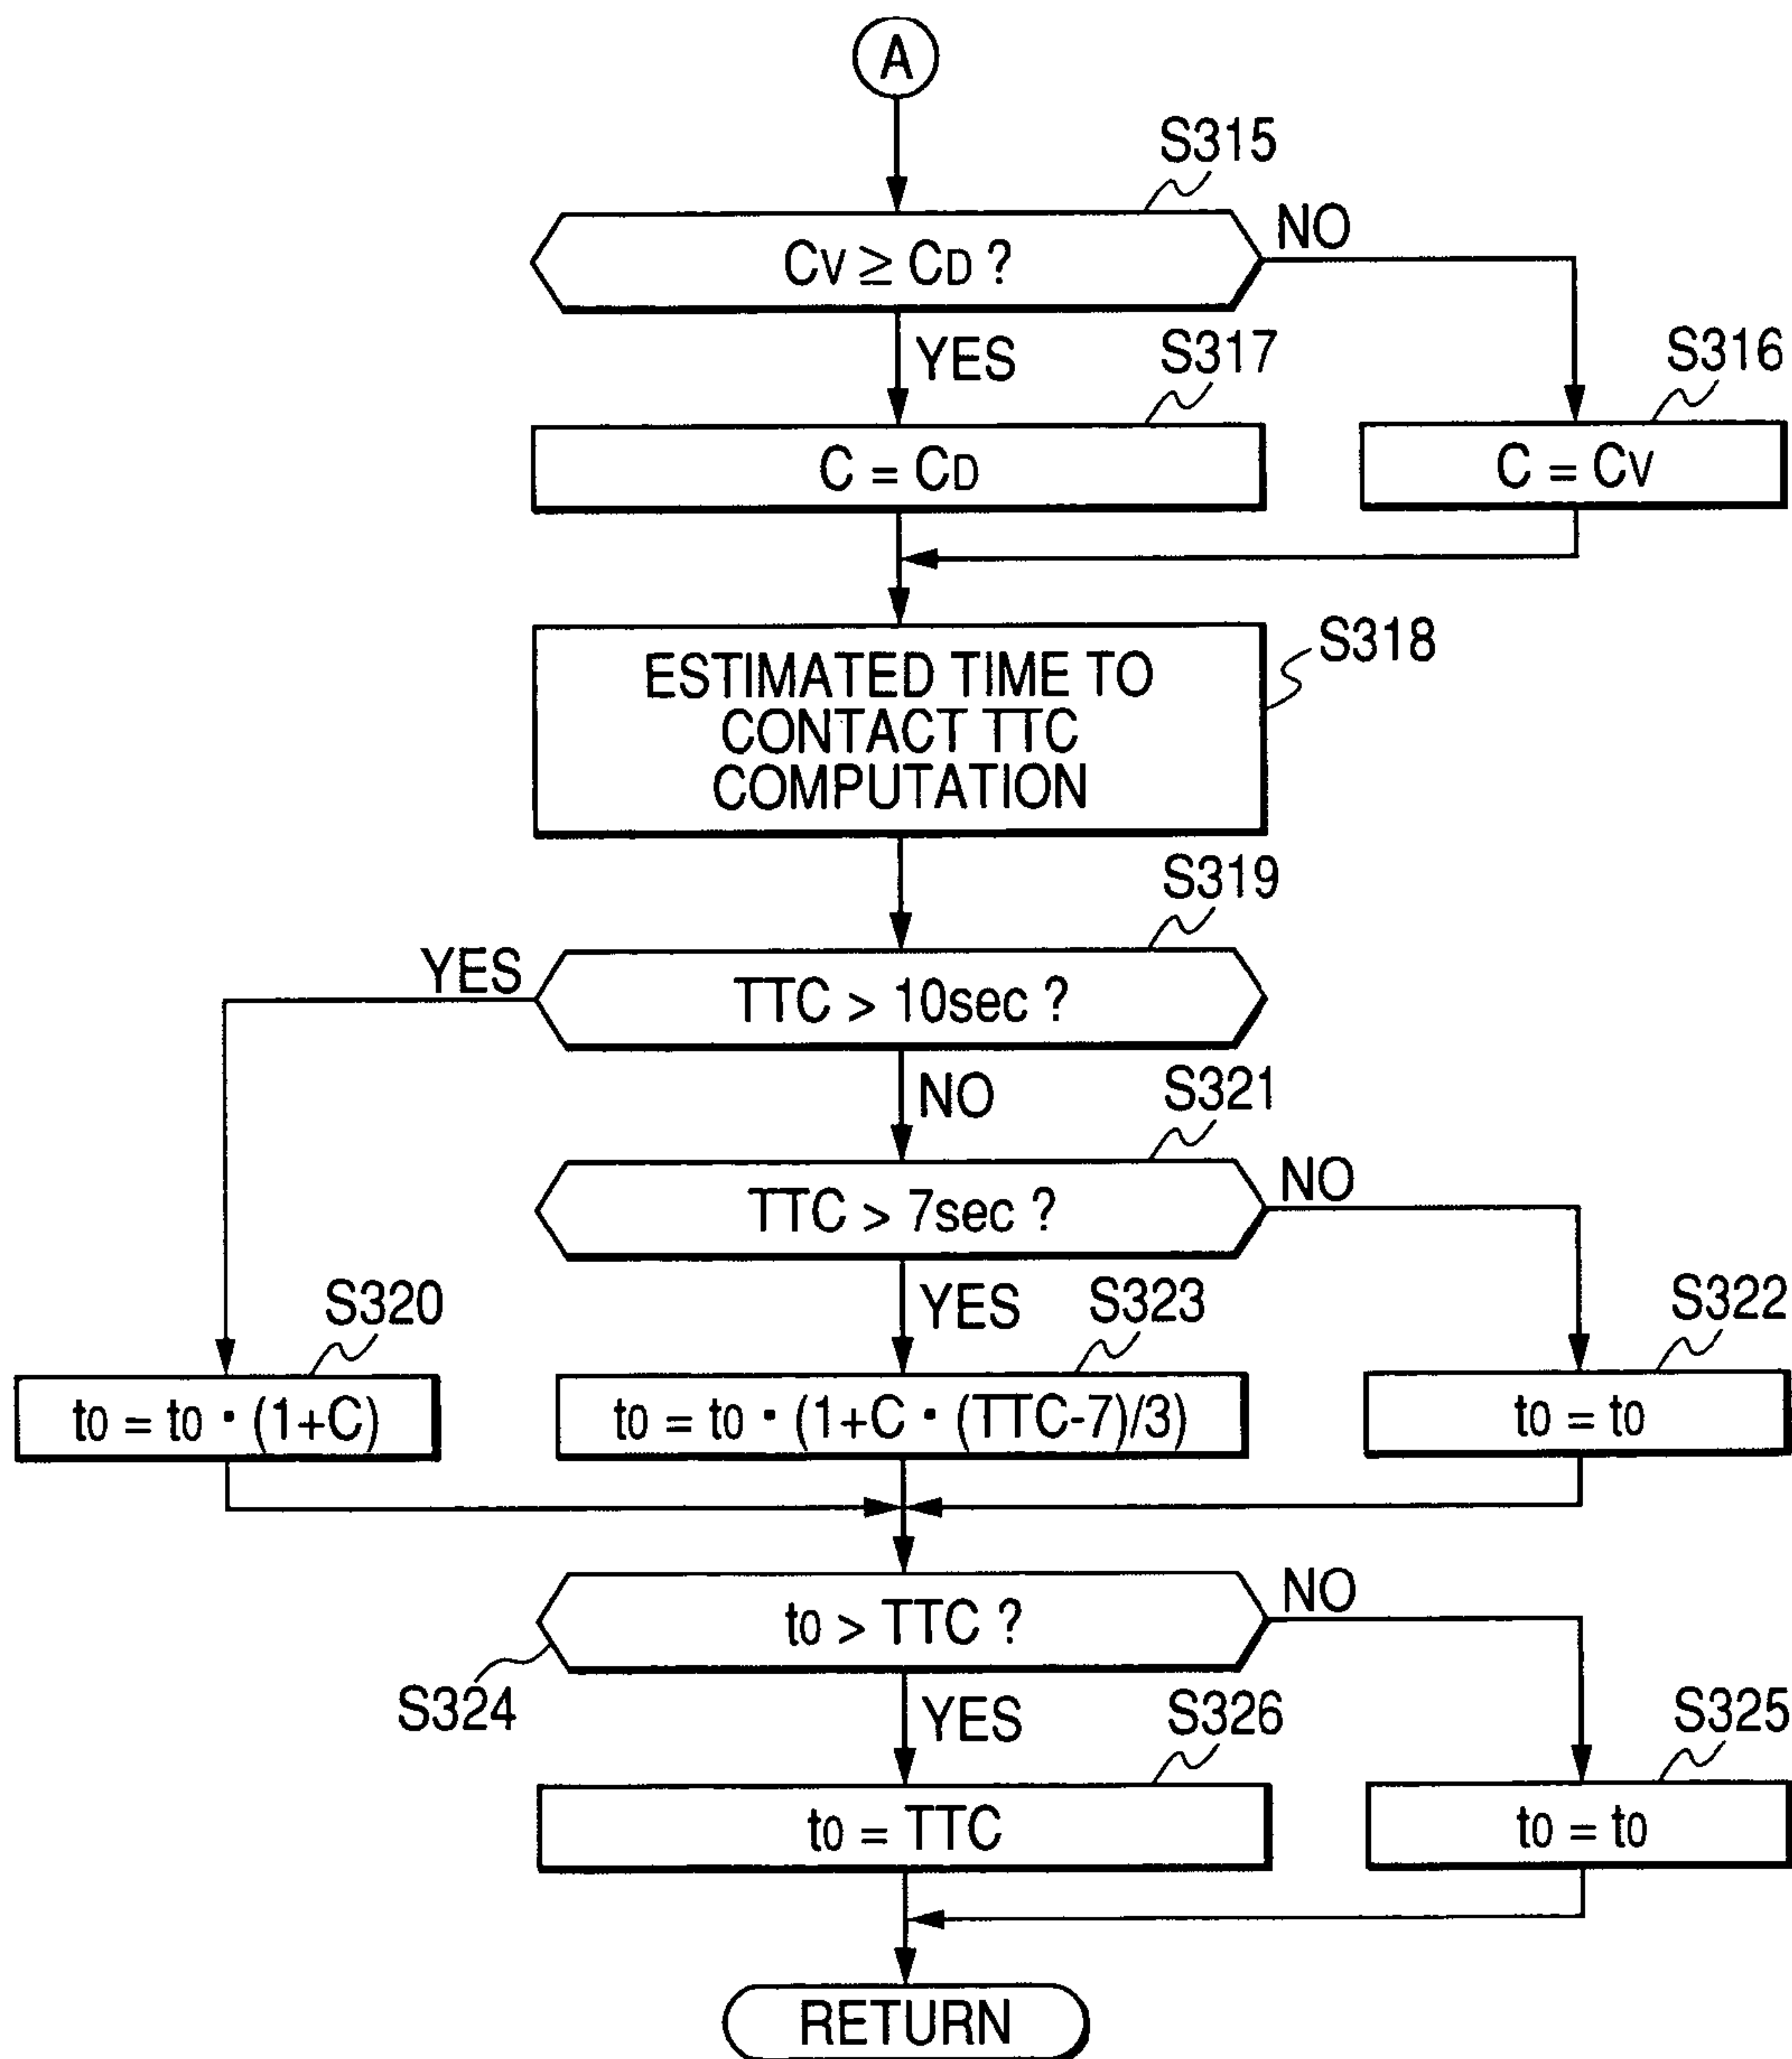 A
S315
CV ≥ CD ?
NO
YES
S317
S316
C = CD
C = CV
ESTIMATED TIME TO
CONTACT TTC
COMPUTATION
S318
S319
YES
TTC > 10sec ?
NO
S321
TTC > 7sec ?
NO
S320
YES
S323
S322
t0 = t0 · (1+C)
t0 = t0 · (1+C · (TTC-7)/3)
t0 = t0
t0 > TTC ?
NO
S324
YES
S326
S325
t0 = TTC
t0 = t0
RETURN